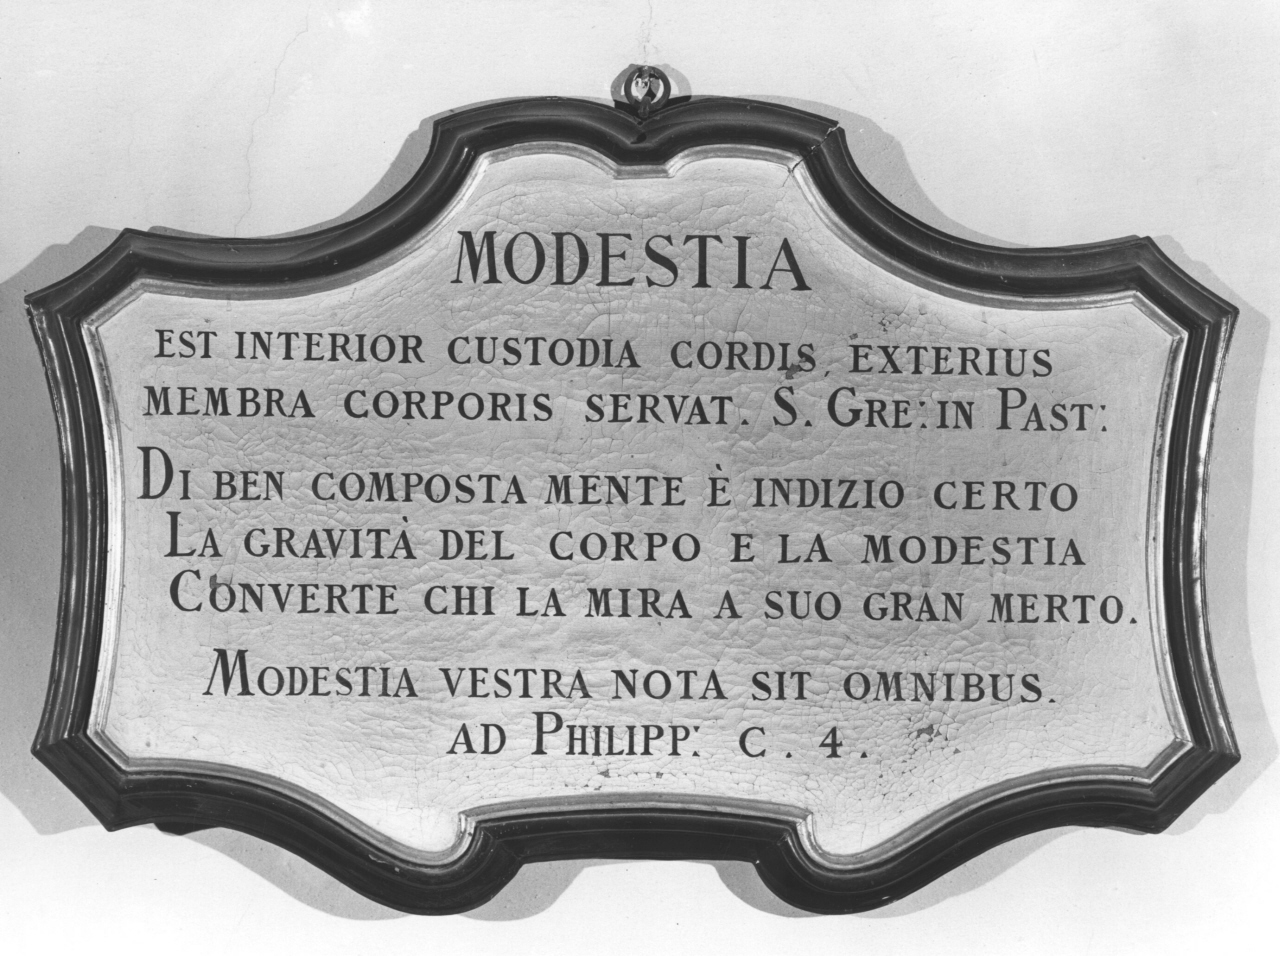 MODESTIA
EST INTERIOR CUSTODIA CORDIS, EXTERIUS
MEMBRA CORPORIS SERVAT. S. GRE: IN PAST:
DI BEN COMPOSTA MENTE È INDIZIO CERTO
LA GRAVITÀ DEL CORPO, E LA MODESTIA
CONVERTE CHI LA MIRA A SUO GRAN MERTO.
MODESTIA VESTRA NOTA SIT OMNIBUS.
AD PHILIPP: C. 4.